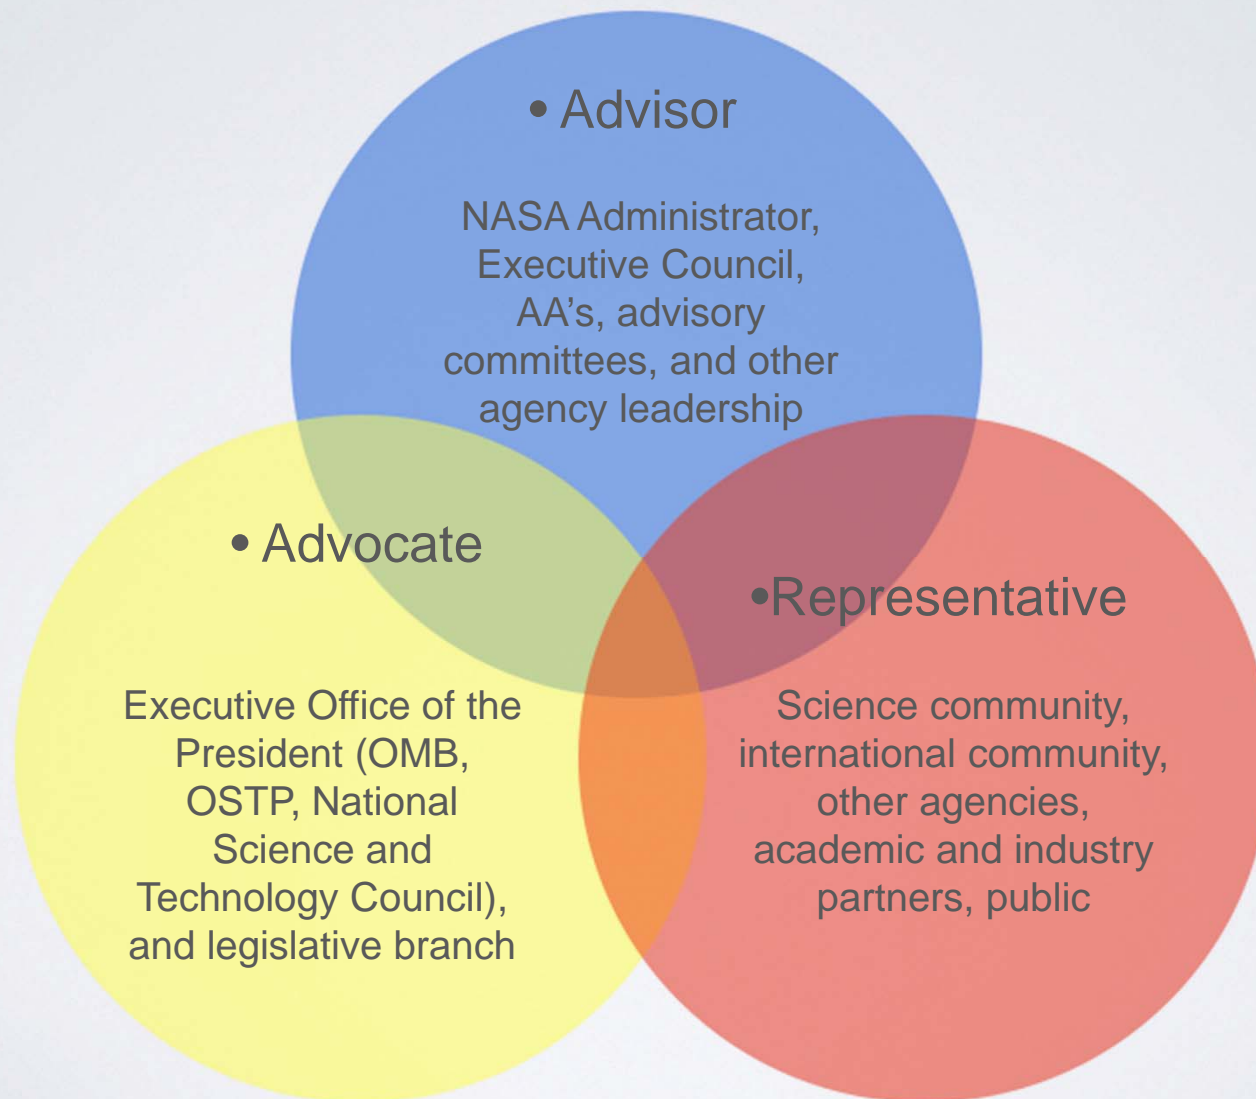 • Advisor
NASA Administrator,
Executive Council,
AA's, advisory
committees, and other
agency leadership
• Advocate
Executive Office of the
President (OMB,
OSTP, National
Science and
Technology Council),
and legislative branch
•Representative
Science community,
international community,
other agencies,
academic and industry
partners, public